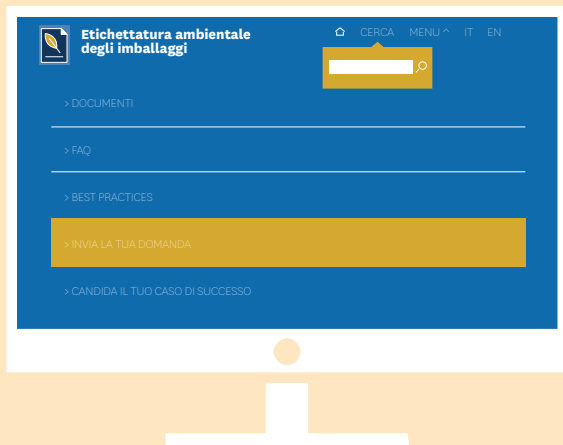 Etichettatura ambientale
degli imballaggi
CERCA MENU ^ IT EN
> DOCUMENTI
> FAQ
> BEST PRACTICES
> INVIA LA TUA DOMANDA
> CANDIDA IL TUO CASO DI SUCCESSO